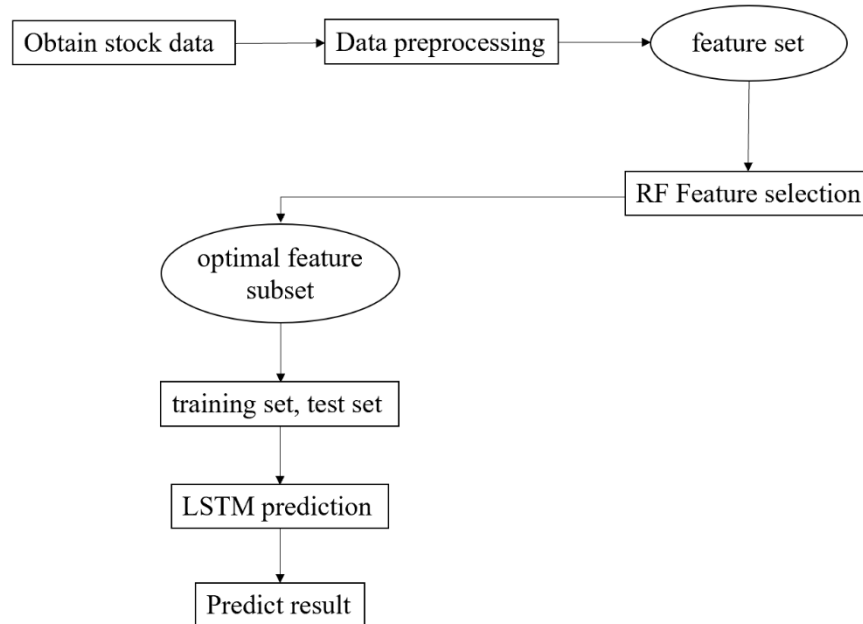 Obtain stock data
Data preprocessing
feature set
RF Feature selection
optimal feature
subset
training set, test set
LSTM prediction
Predict result